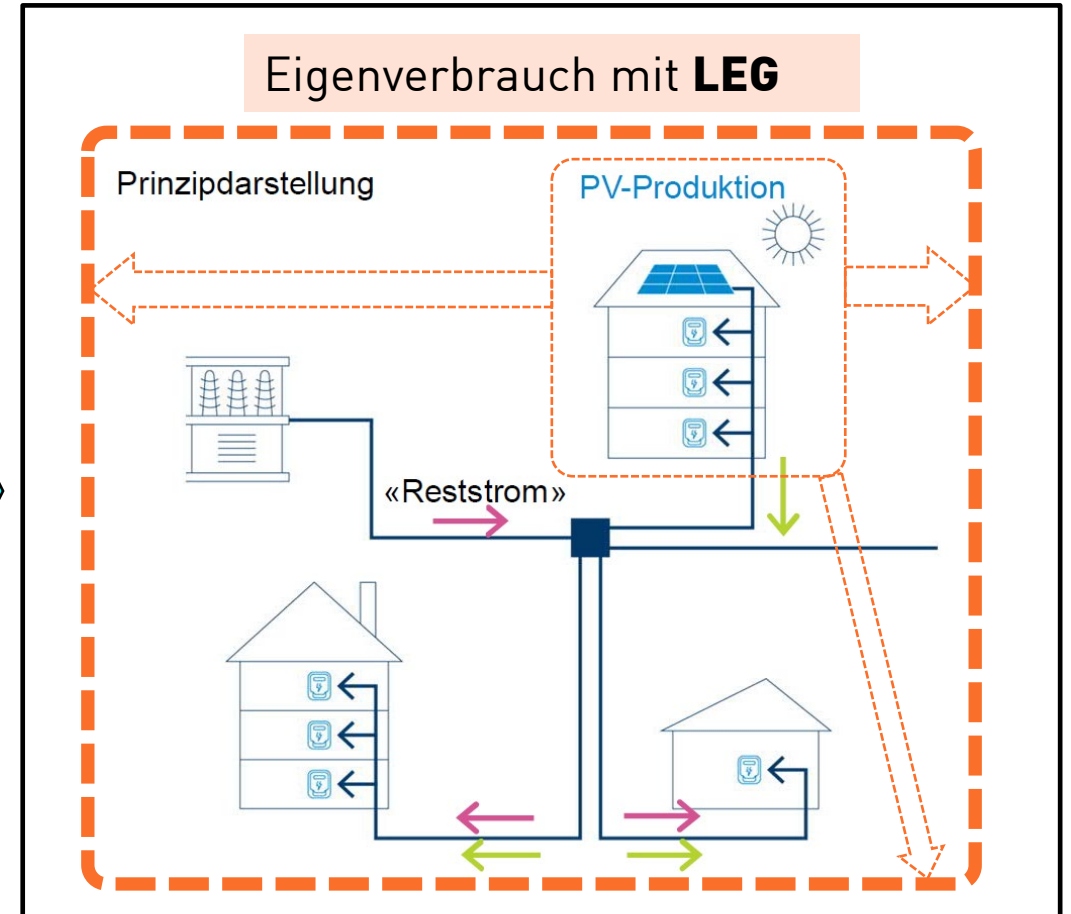 Eigenverbrauch mit LEG
Prinzipdarstellung
PV-Produktion
«Reststrom»